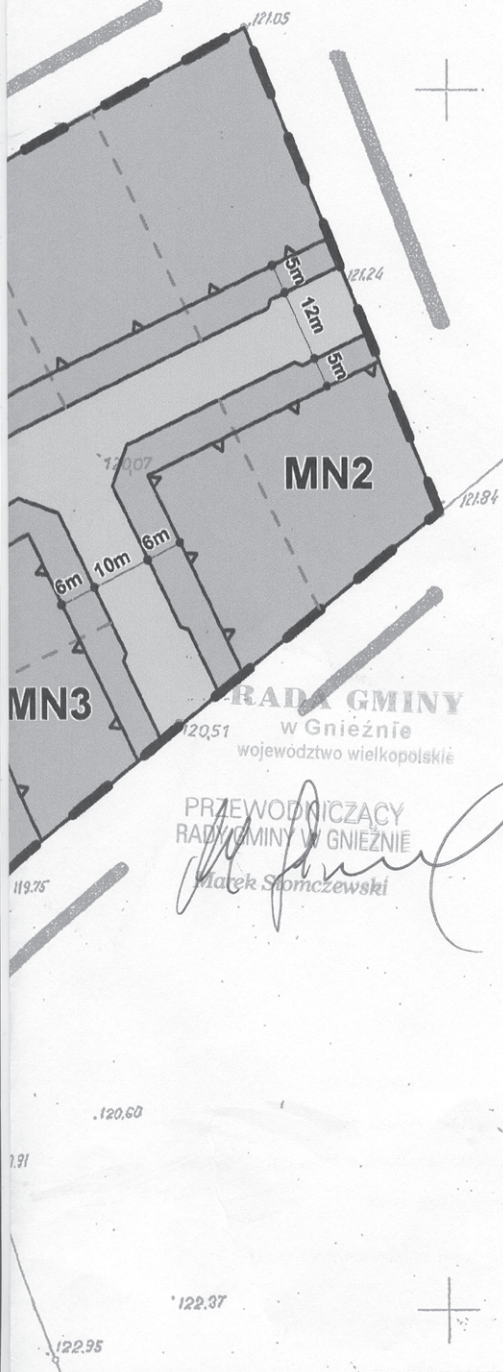 121.05
5m
121.24
12m
5m
120,07
MN2
121.84
6m 10m 6m
MN3
RADA GMINY
w Gnieźnie
województwo wielkopolskie
120,51
PRZEWODNICZĄCY
RADY GMINY W GNIEŹNIE
Marek Słomczewski
119.75
.120,60
122.37
122.95